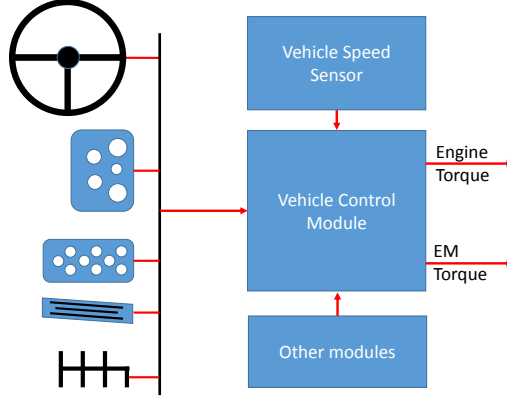 Vehicle Speed
Sensor
Engine
Torque
Vehicle Control
Module
EM
Torque
Other modules